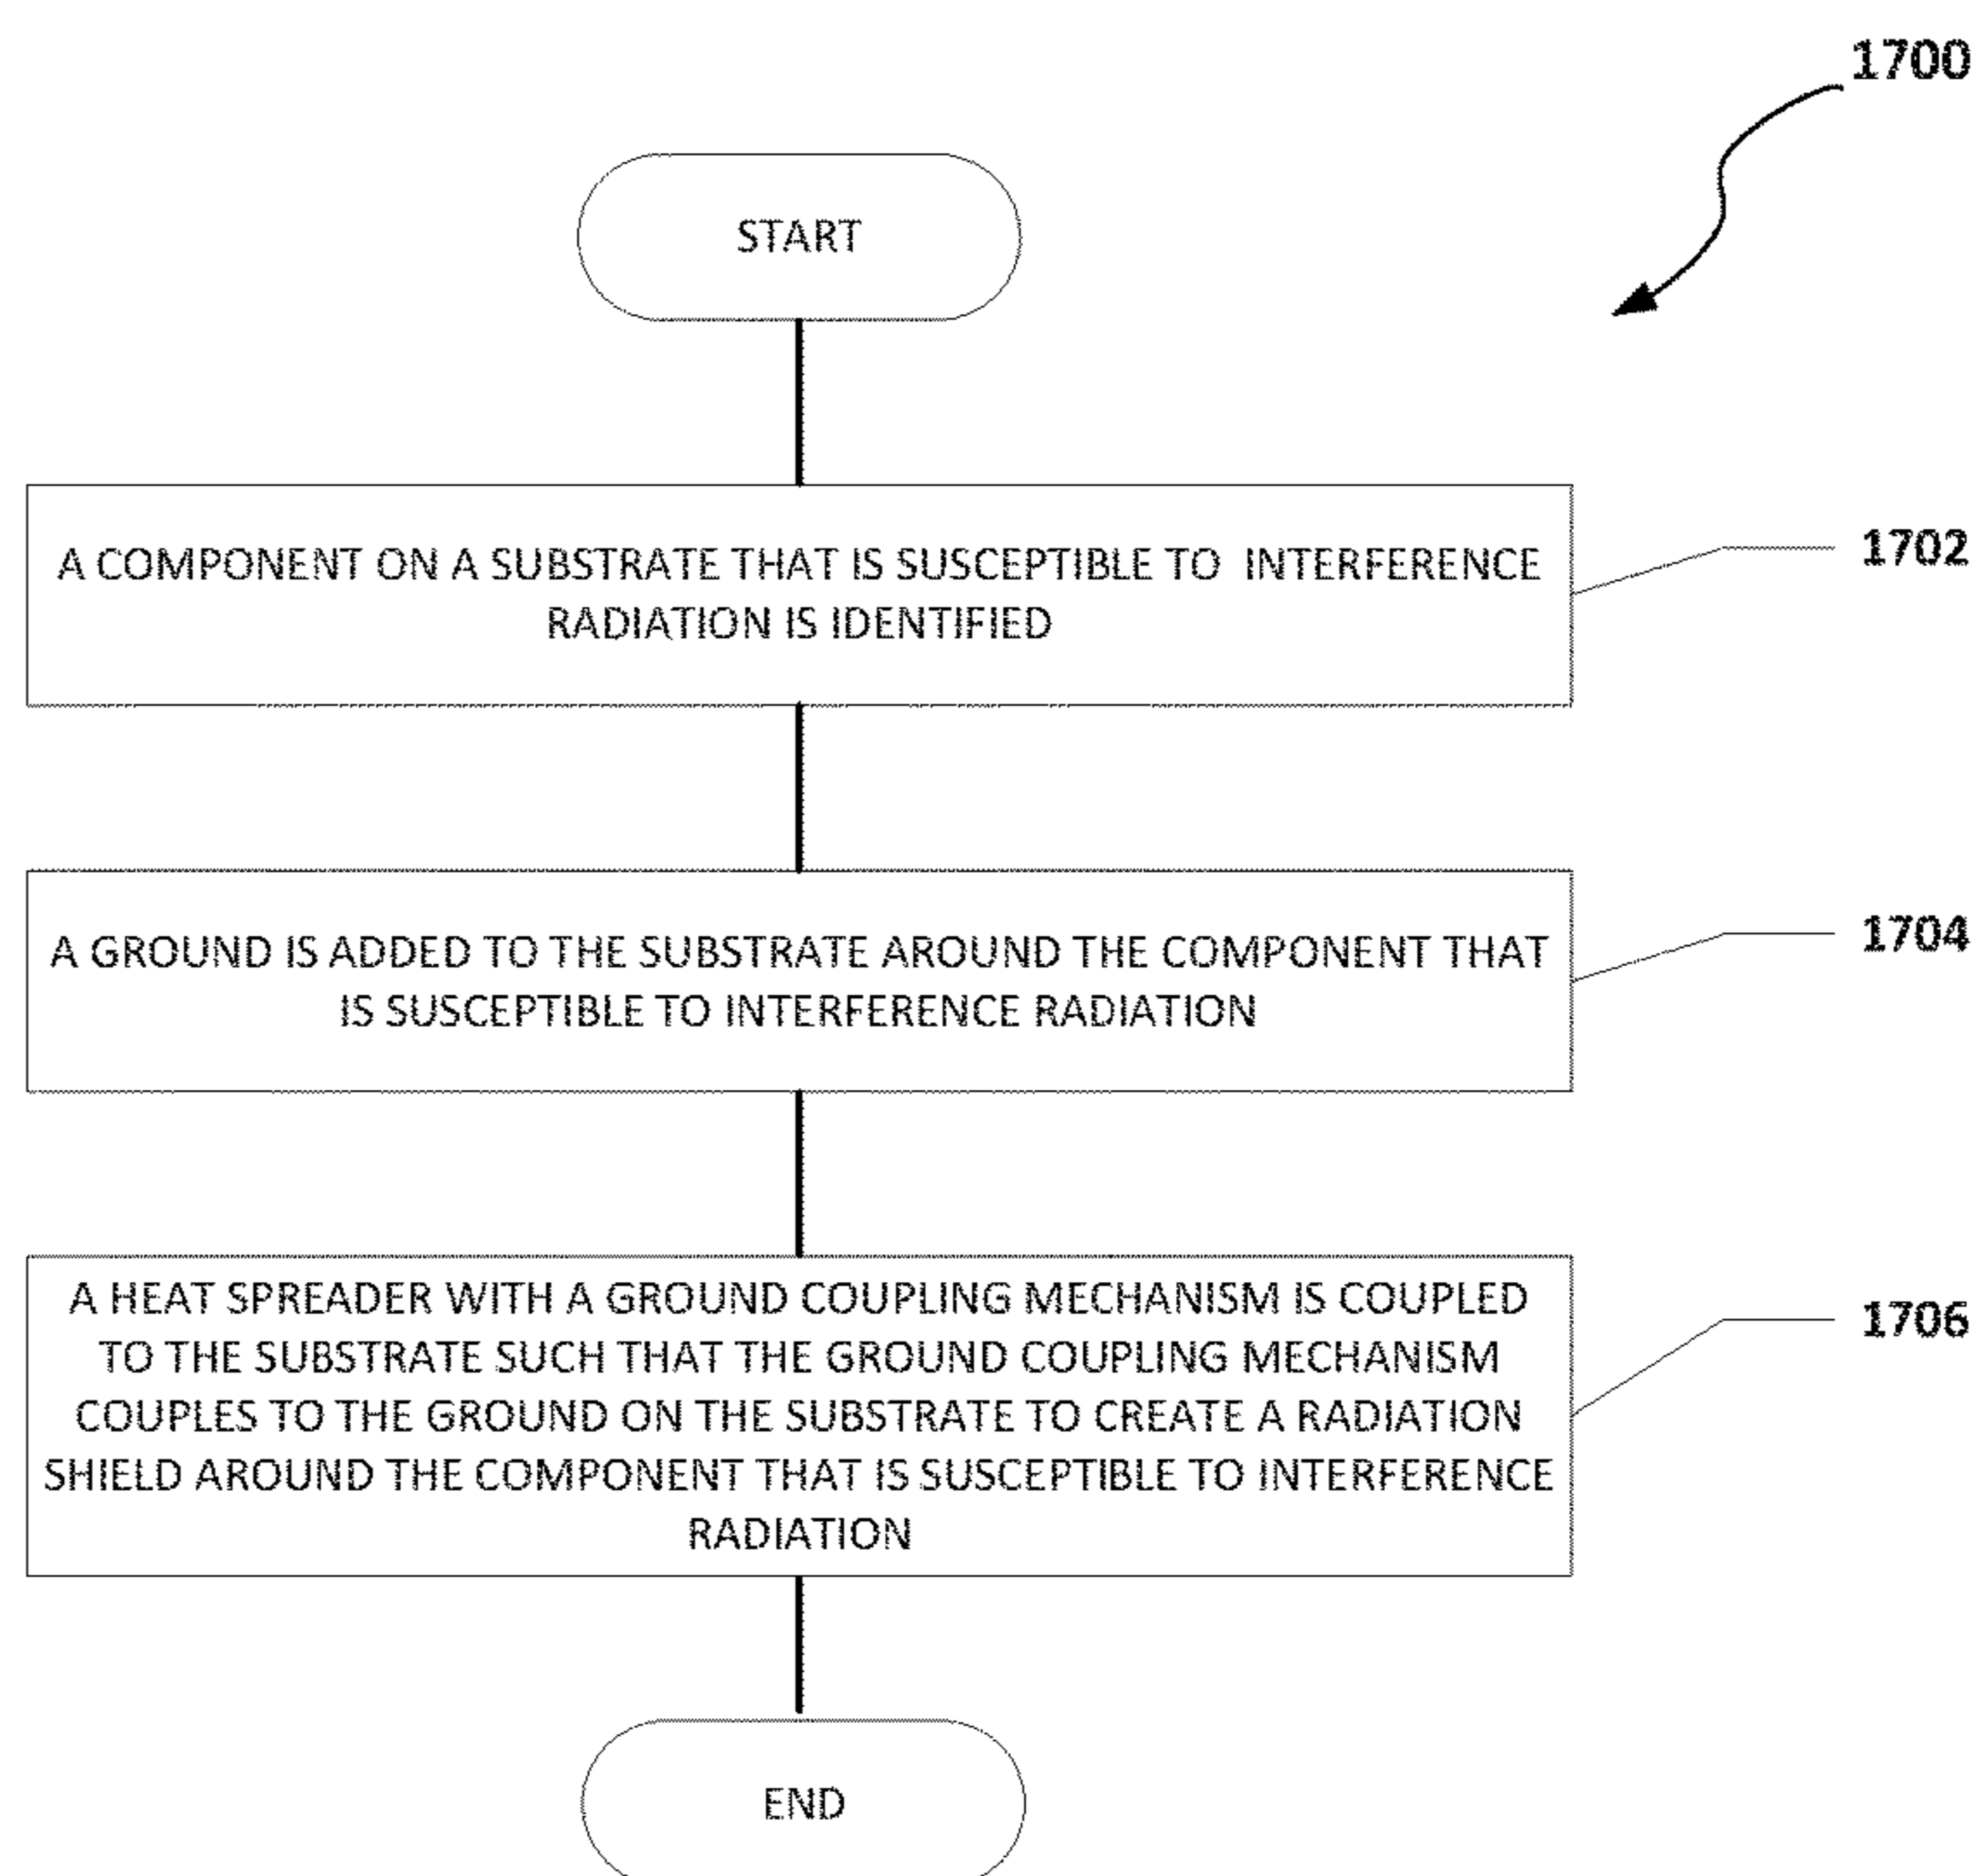 1700
START
A COMPONENT ON A SUBSTRATE THAT IS SUSCEPTIBLE TO INTERFERENCE
RADIATION IS IDENTIFIED
1702
A GROUND IS ADDED TO THE SUBSTRATE AROUND THE COMPONENT THAT
IS SUSCEPTIBLE TO INTERFERENCE RADIATION
1704
A HEAT SPREADER WITH A GROUND COUPLING MECHANISM IS COUPLED
TO THE SUBSTRATE SUCH THAT THE GROUND COUPLING MECHANISM
COUPLES TO THE GROUND ON THE SUBSTRATE TO CREATE A RADIATION
SHIELD AROUND THE COMPONENT THAT IS SUSCEPTIBLE TO INTERFERENCE
RADIATION
1706
END